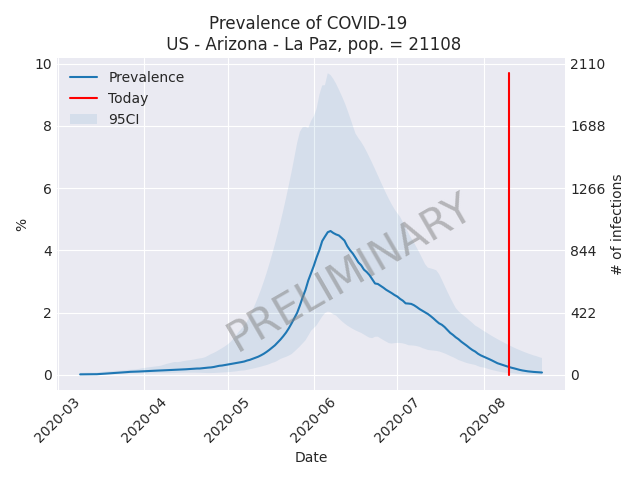 Prevalence of COVID-19
US - Arizona - La Paz, pop. = 21108
10
8
6
4
2
0
%
Prevalence
Today
95CI
PRELIMINARY
2110
1688
1266
844
422
0
# of infections
2020-03
2020-04
2020-05
2020-06
2020-07
2020-08
Date